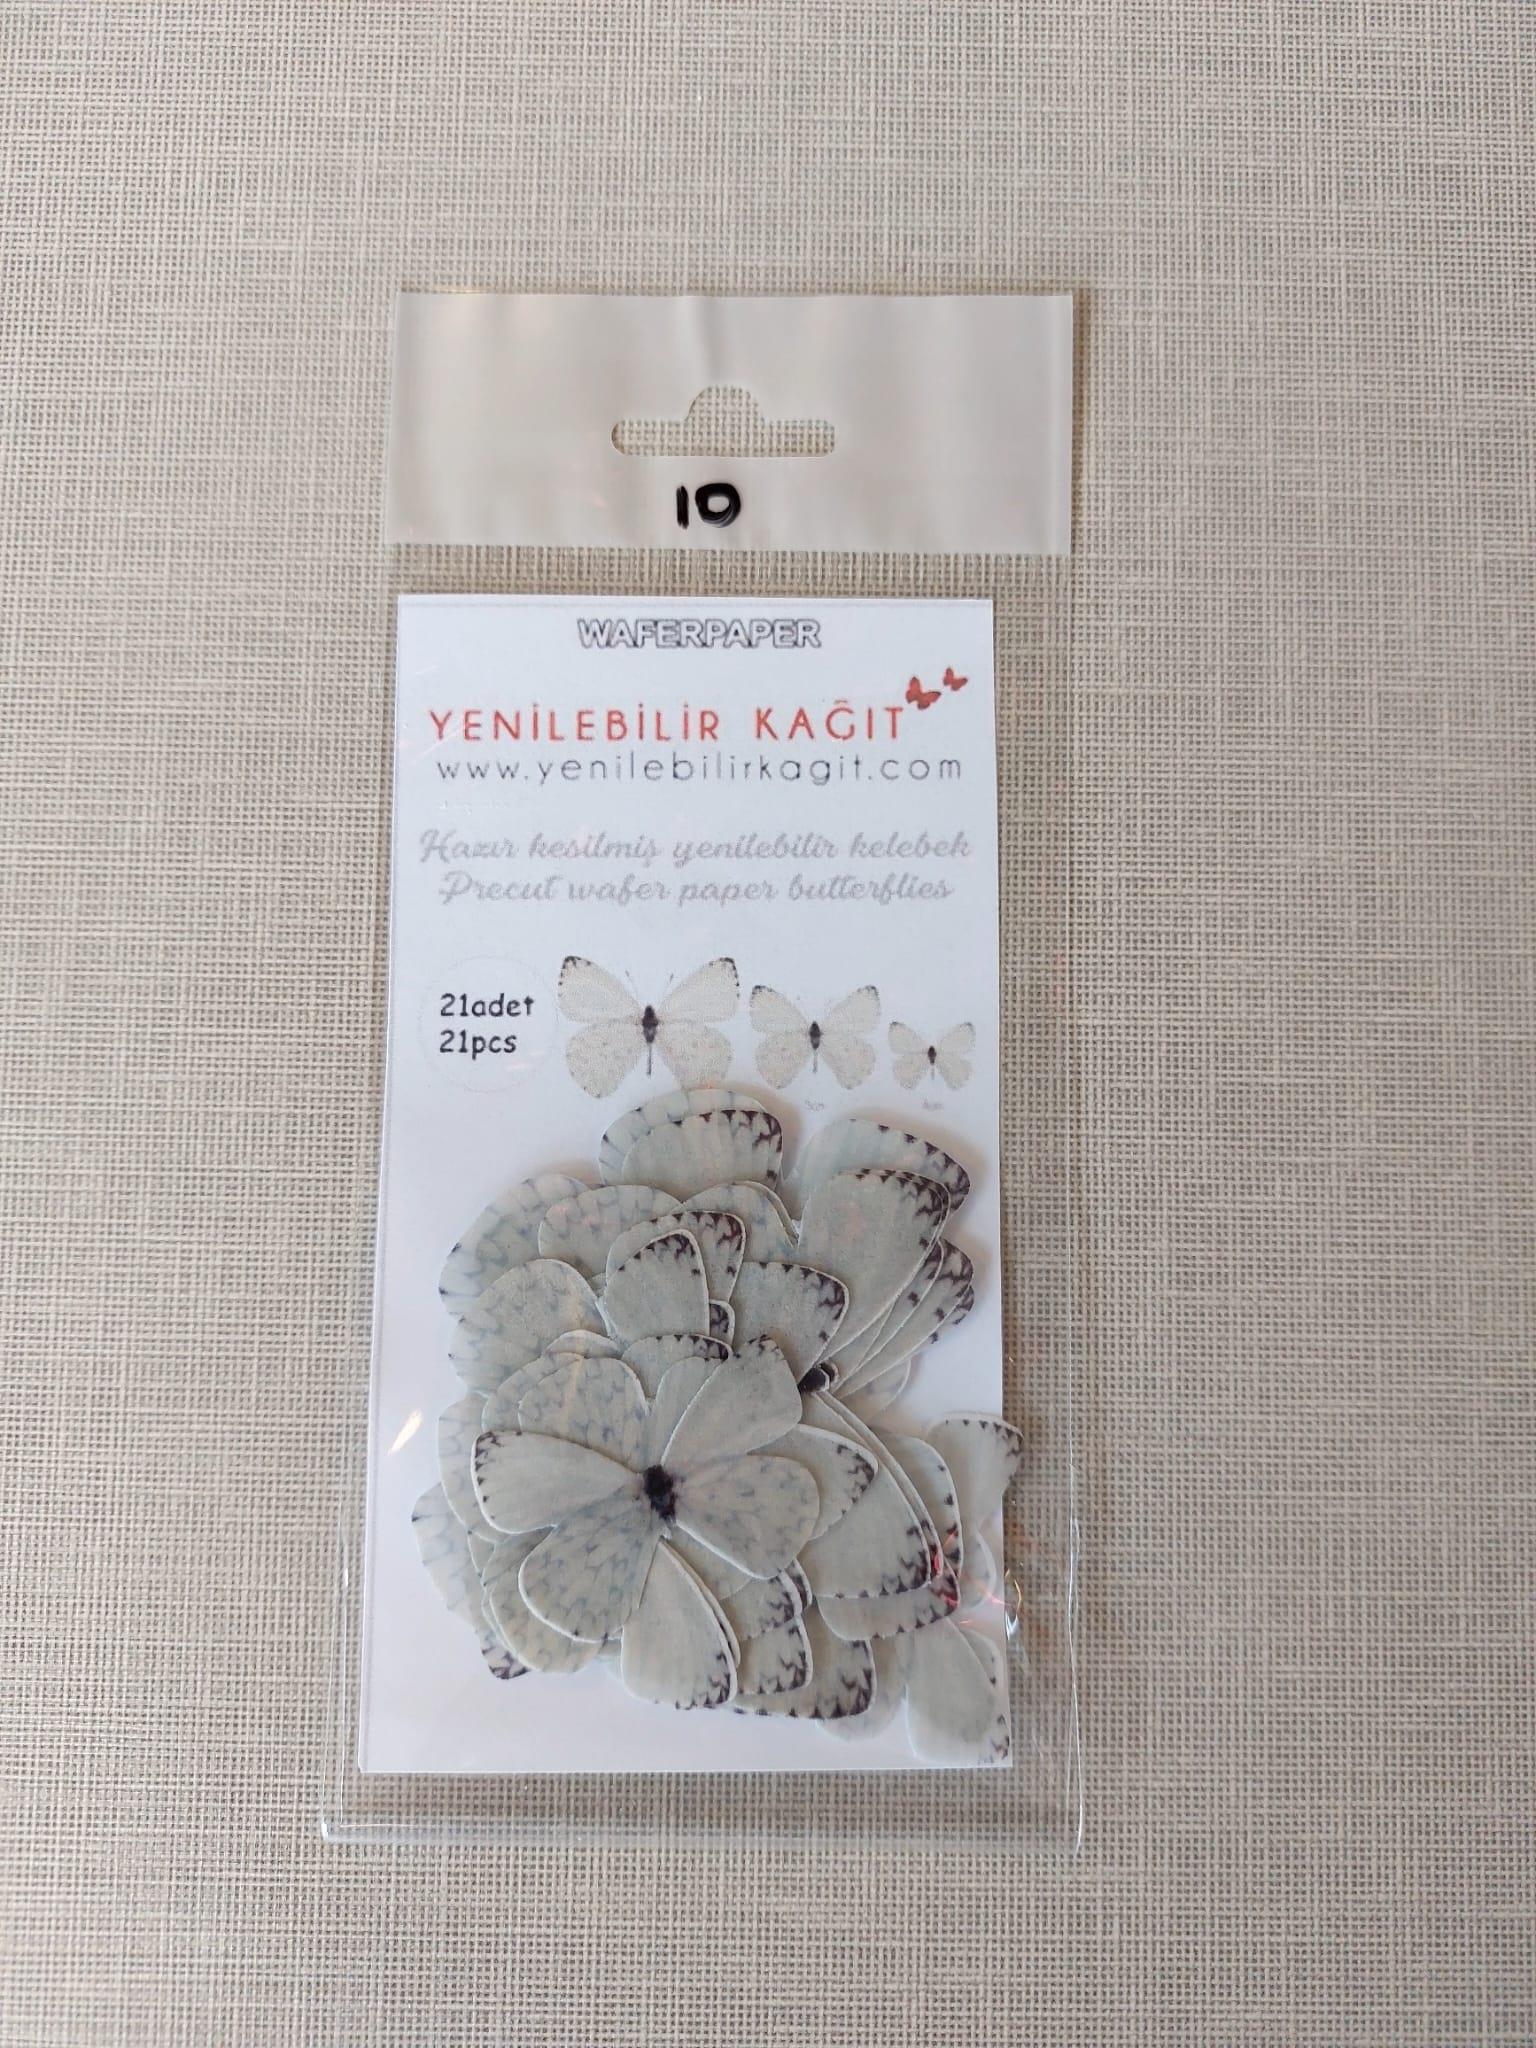 10
WAFERPAPER
YENİLEBİLİR KAĞIT
www.yenilebilirkagit.com
Hazır kesilmiş yenilebilir kelebek
Precut wafer paper butterflies
21adet
21pcs